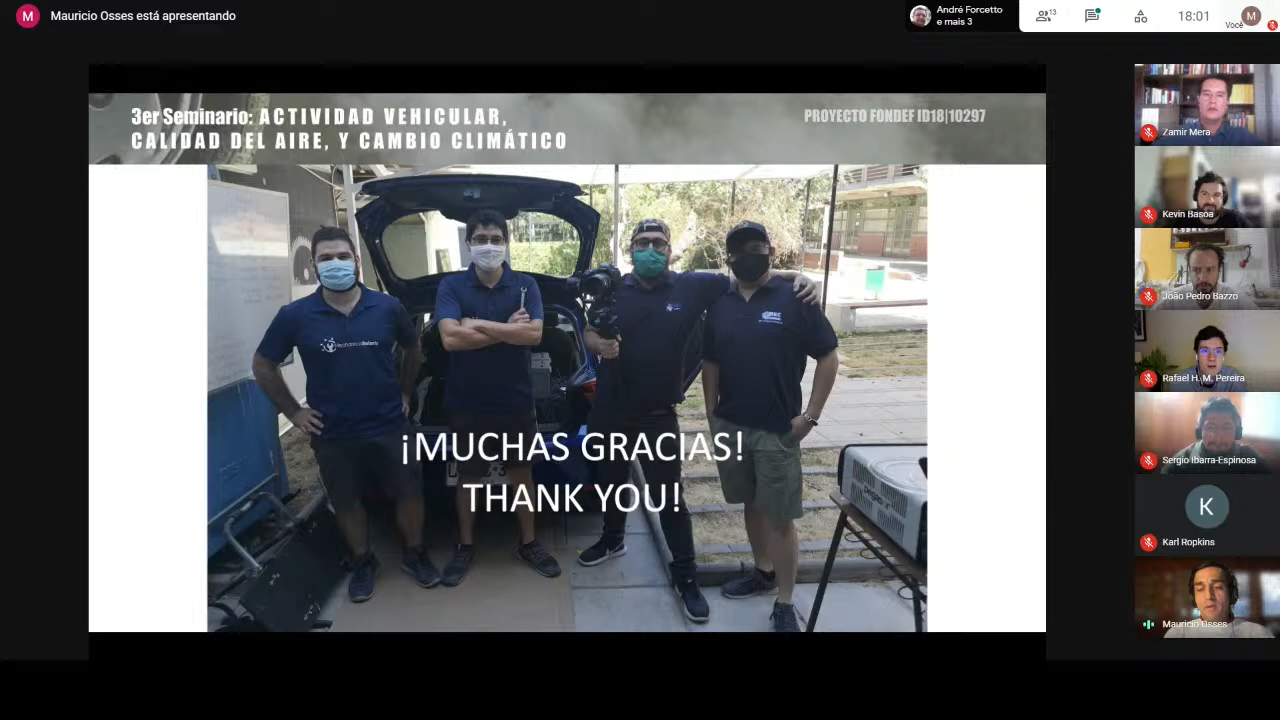 M
Mauricio Osses está apresentando
André Forcetto
e mais 3
13
18:01
Você
M
3er Seminario: ACTIVIDAD VEHICULAR,
CALIDAD DEL AIRE, Y CAMBIO CLIMÁTICO
PROYECTO FONDEF ID18|10297
¡MUCHAS GRACIAS!
THANK YOU!
Zamir Mera
Kevin Basoa
João Pedro Bazzo
Rafael H. M. Pereira
Sergio Ibarra-Espinosa
K
Karl Ropkins
Mauricio Osses